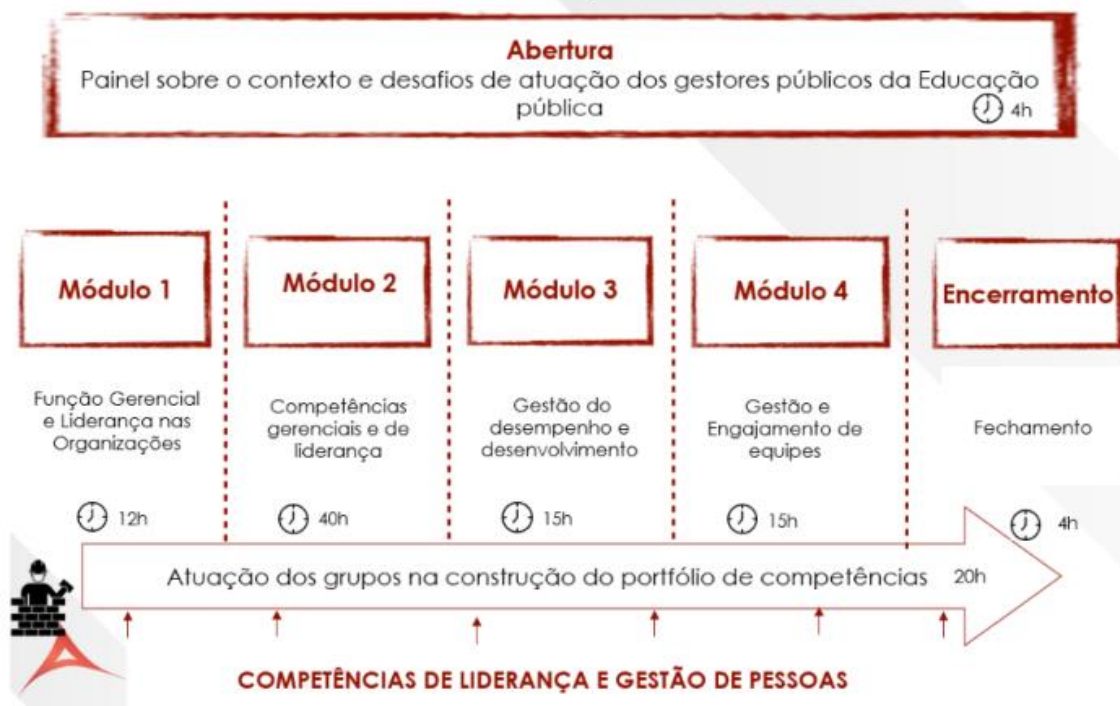 Abertura
Painel sobre o contexto e desafios de atuação dos gestores públicos da Educação
pública
4h
Módulo 1
Módulo 2
Módulo 3
Módulo 4
Encerramento
Função Gerencial
e Liderança nas
Organizações
Competências
gerenciais e de
liderança
Gestão do
desempenho e
desenvolvimento
Gestão e
Engajamento de
equipes
Fechamento
12h
40h
15h
15h
4h
Atuação dos grupos na construção do portfólio de competências 20h
COMPETÊNCIAS DE LIDERANÇA E GESTÃO DE PESSOAS